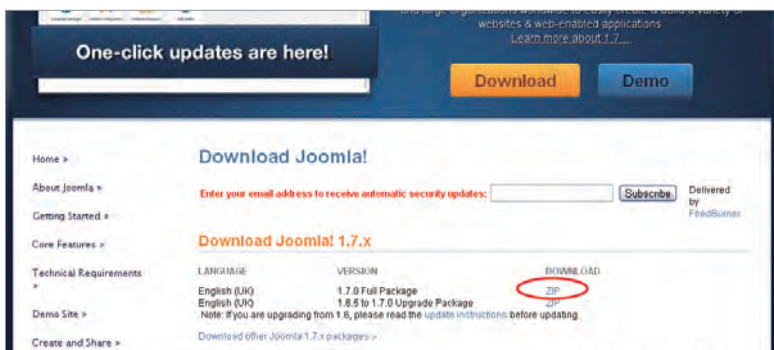 and large organizations worldwide to easily create & build a variety of
websites & web-enabled applications
Learn more about 1.7...
One-click updates are here!
Download
Demo
Home >
About Joomla >
Getting Started >
Core Features >
Technical Requirements
>
Demo Site >
Create and Share >
Download Joomla!
Enter your email address to receive automatic security updates:
Subscribe
Delivered
by
FeedBurner
Download Joomla! 1.7.x
LANGUAGE VERSION DOWNLOAD
English (UK) 1.7.0 Full Package ZIP
English (UK) 1.6.5 to 1.7.0 Upgrade Package ZIP
Note: If you are upgrading from 1.6, please read the update instructions before updating.
Download other Joomla 1.7.x packages >